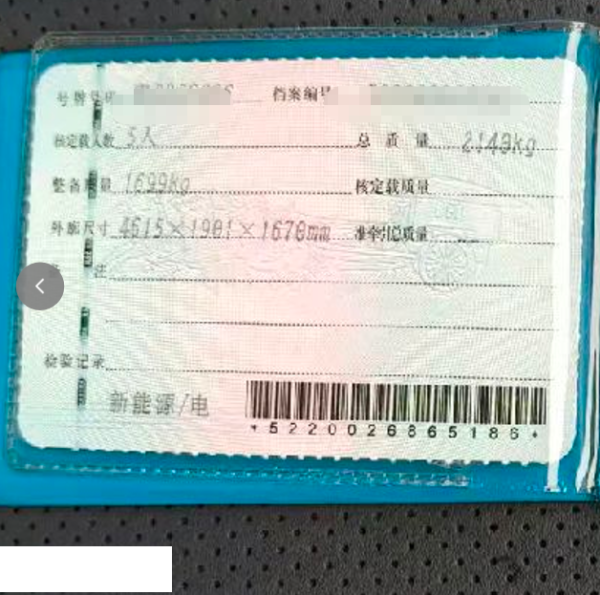 号牌号码 档案编号
核定载人数 5人 总质量 2149kg
整备质量 1699kg 核定载质量
外廓尺寸 4615×1901×1670mm 准牵引总质量 --
备注
检验记录
新能源/电
*5220026865186*